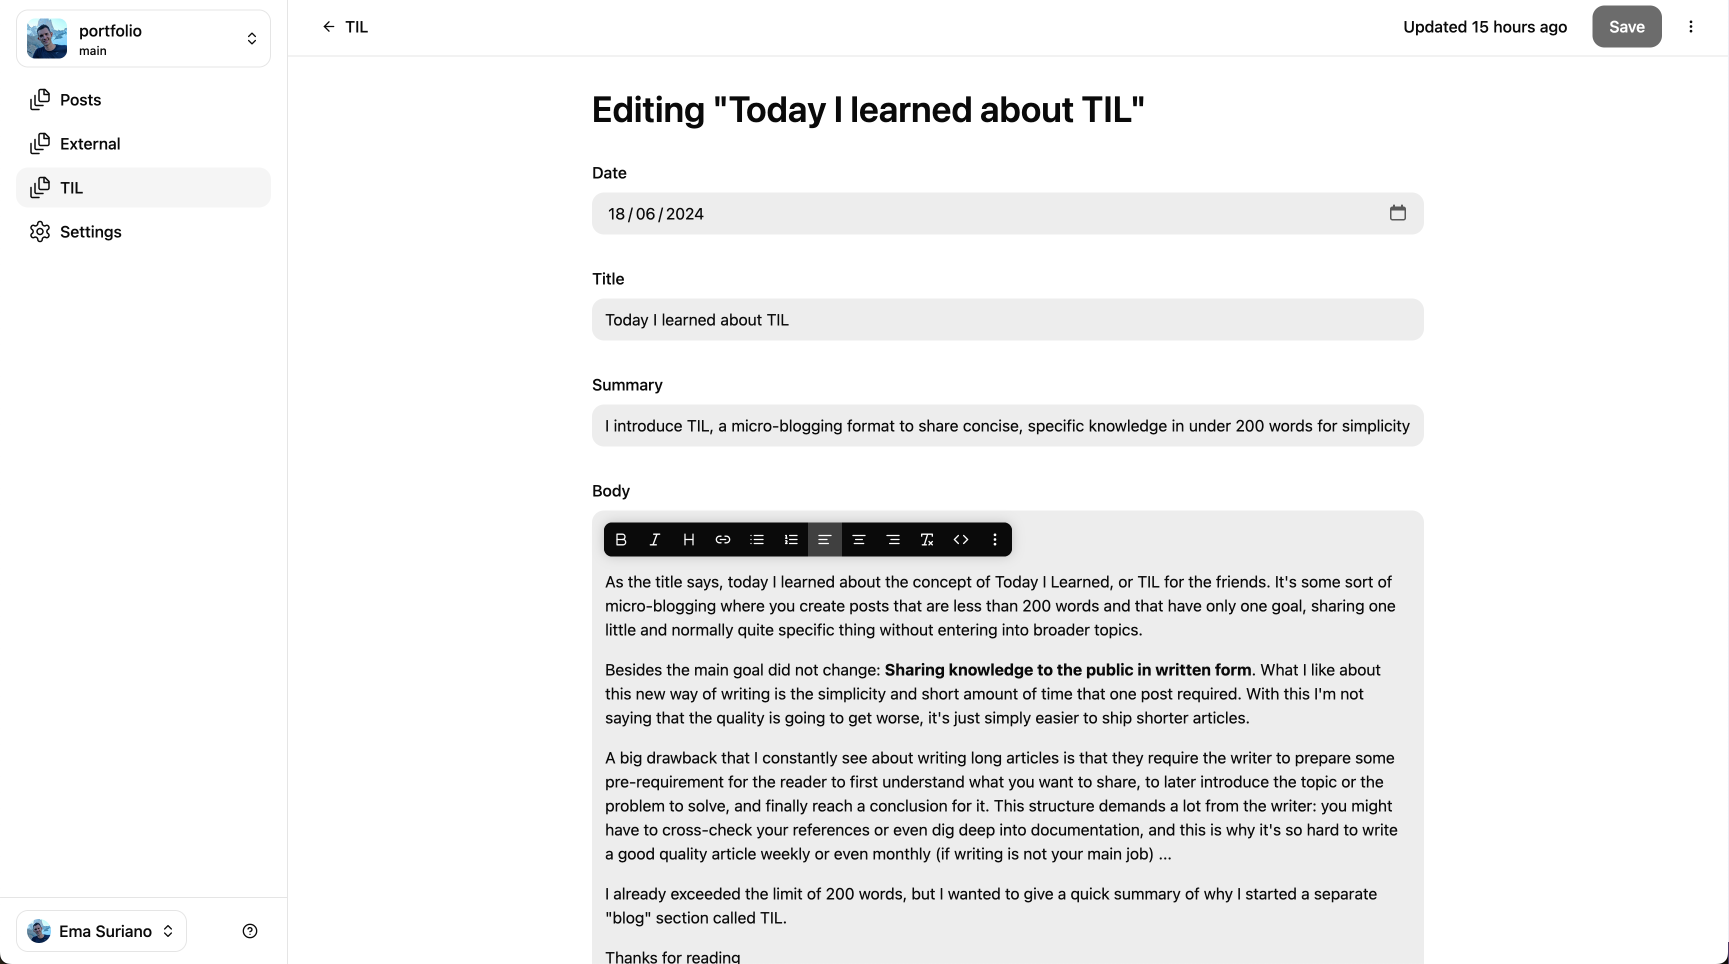 portfolio
main
Posts
External
TIL
Settings
Ema Suriano
TIL
Updated 15 hours ago
Save
Editing "Today I learned about TIL"
Date
18/06/2024
Title
Today I learned about TIL
Summary
I introduce TIL, a micro-blogging format to share concise, specific knowledge in under 200 words for simplicity
Body
B I H
As the title says, today I learned about the concept of Today I Learned, or TIL for the friends. It's some sort of
micro-blogging where you create posts that are less than 200 words and that have only one goal, sharing one
little and normally quite specific thing without entering into broader topics.
Besides the main goal did not change: Sharing knowledge to the public in written form. What I like about
this new way of writing is the simplicity and short amount of time that one post required. With this I'm not
saying that the quality is going to get worse, it's just simply easier to ship shorter articles.
A big drawback that I constantly see about writing long articles is that they require the writer to prepare some
pre-requirement for the reader to first understand what you want to share, to later introduce the topic or the
problem to solve, and finally reach a conclusion for it. This structure demands a lot from the writer: you might
have to cross-check your references or even dig deep into documentation, and this is why it's so hard to write
a good quality article weekly or even monthly (if writing is not your main job) ...
I already exceeded the limit of 200 words, but I wanted to give a quick summary of why I started a separate
"blog" section called TIL.
Thanks for reading